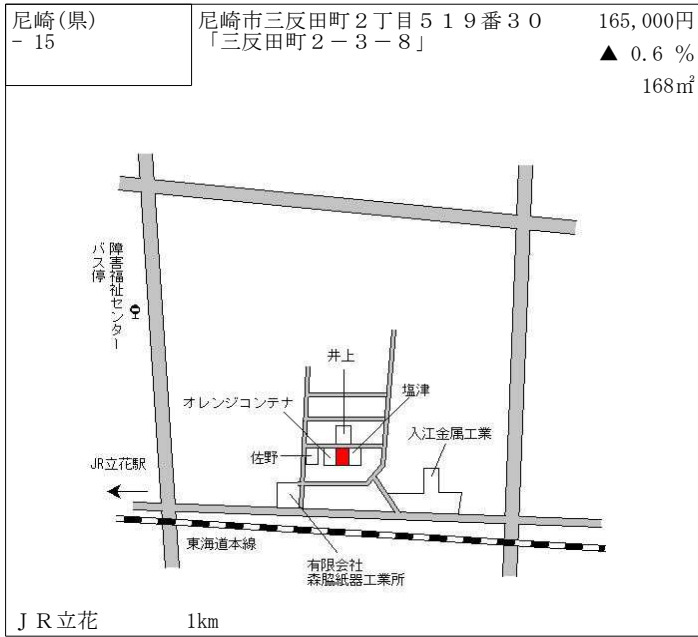 尼崎(県)
- 15
尼崎市三反田町２丁目５１９番３０
「三反田町２－３－８」
165,000円
▲ 0.6 %
168㎡
障害福祉センター
バス停
井上
塩津
オレンジコンテナ
入江金属工業
佐野
JR立花駅
東海道本線
有限会社
森脇紙器工業所
ＪＲ立花 1km